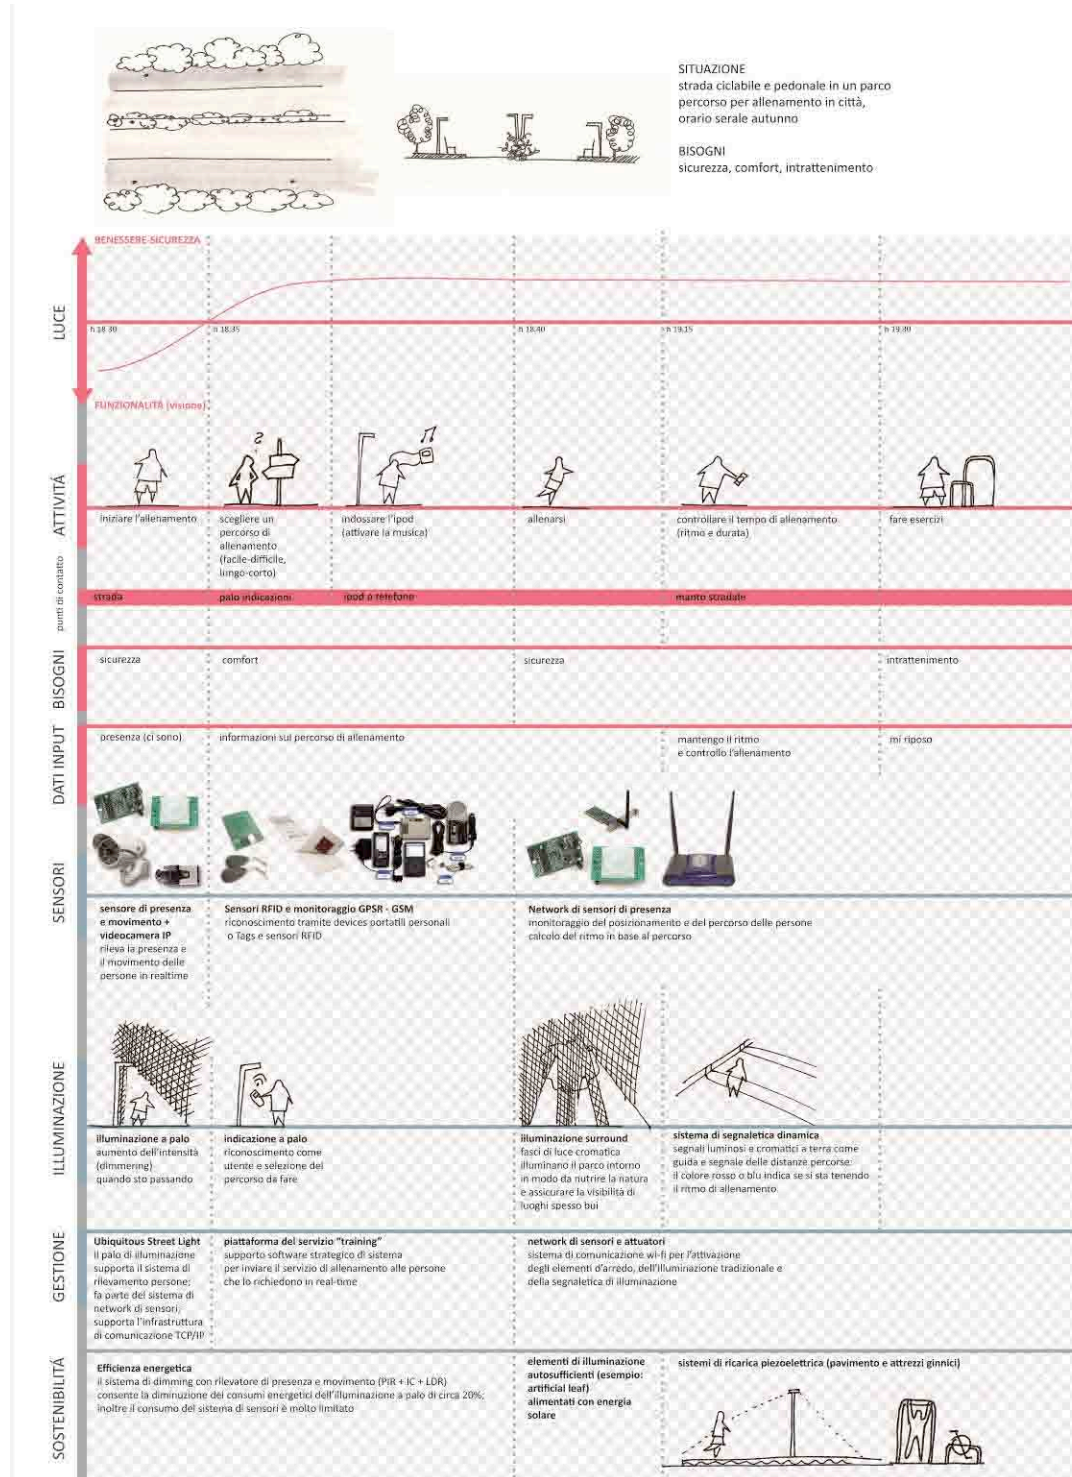 SITUAZIONE
strada ciclabile e pedonale in un parco
percorso per allenamento in città,
orario serale autunno
BISOGNI
sicurezza, comfort, intrattenimento
LUCE
BENESSERE-SICUREZZA
h 18.30
h 18.35
h 18.40
h 19.15
h 19.30
FUNZIONALITÁ (visione)
ATTIVITÁ
iniziare l'allenamento
scegliere un
percorso di
allenamento
(facile-difficile,
lungo-corto)
indossare l'ipod
(attivare la musica)
allenarsi
controllare il tempo di allenamento
(ritmo e durata)
fare esercizi
punti di contatto
strada
palo indicazioni
ipod o telefono
manto stradale
BISOGNI
sicurezza
comfort
sicurezza
intrattenimento
DATI INPUT
presenza (ci sono)
informazioni sul percorso di allenamento
mantengo il ritmo
e controllo l'allenamento
mi riposo
SENSORI
sensore di presenza
e movimento +
videocamera IP
rileva la presenza e
il movimento delle
persone in realtime
Sensori RFID e monitoraggio GPSR - GSM
riconoscimento tramite devices portatili personali
o Tags e sensori RFID
Network di sensori di presenza
monitoraggio del posizionamento e del percorso delle persone
calcolo del ritmo in base al percorso
ILLUMINAZIONE
illuminazione a palo
aumento dell'intensità
(dimmering)
quando sto passando
indicazione a palo
riconoscimento come
utente e selezione del
percorso da fare
illuminazione surround
fasci di luce cromatica
illuminano il parco intorno
in modo da nutrire la natura
e assicurare la visibilità di
luoghi spesso bui
sistema di segnaletica dinamica
segnali luminosi e cromatici a terra come
guida e segnale delle distanze percorse:
il colore rosso o blu indica se si sta tenendo
il ritmo di allenamento
GESTIONE
Ubiquitous Street Light
il palo di illuminazione
supporta il sistema di
rilevamento persone;
fa parte del sistema di
network di sensori;
supporta l'infrastruttura
di comunicazione TCP/IP
piattaforma del servizio "training"
supporto software strategico di sistema
per inviare il servizio di allenamento alle persone
che lo richiedono in real-time
network di sensori e attuatori
sistema di comunicazione wi-fi per l'attivazione
degli elementi d'arredo, dell'illuminazione tradizionale e
della segnaletica di illuminazione
SOSTENIBILITÁ
Efficienza energetica
il sistema di dimming con rilevatore di presenza e movimento (PIR + IC + LDR)
consente la diminuzione dei consumi energetici dell'illuminazione a palo di circa 20%;
inoltre il consumo del sistema di sensori è molto limitato
elementi di illuminazione
autosufficienti (esempio:
artificial leaf)
alimentati con energia
solare
sistemi di ricarica piezoelettrica (pavimento e attrezzi ginnici)